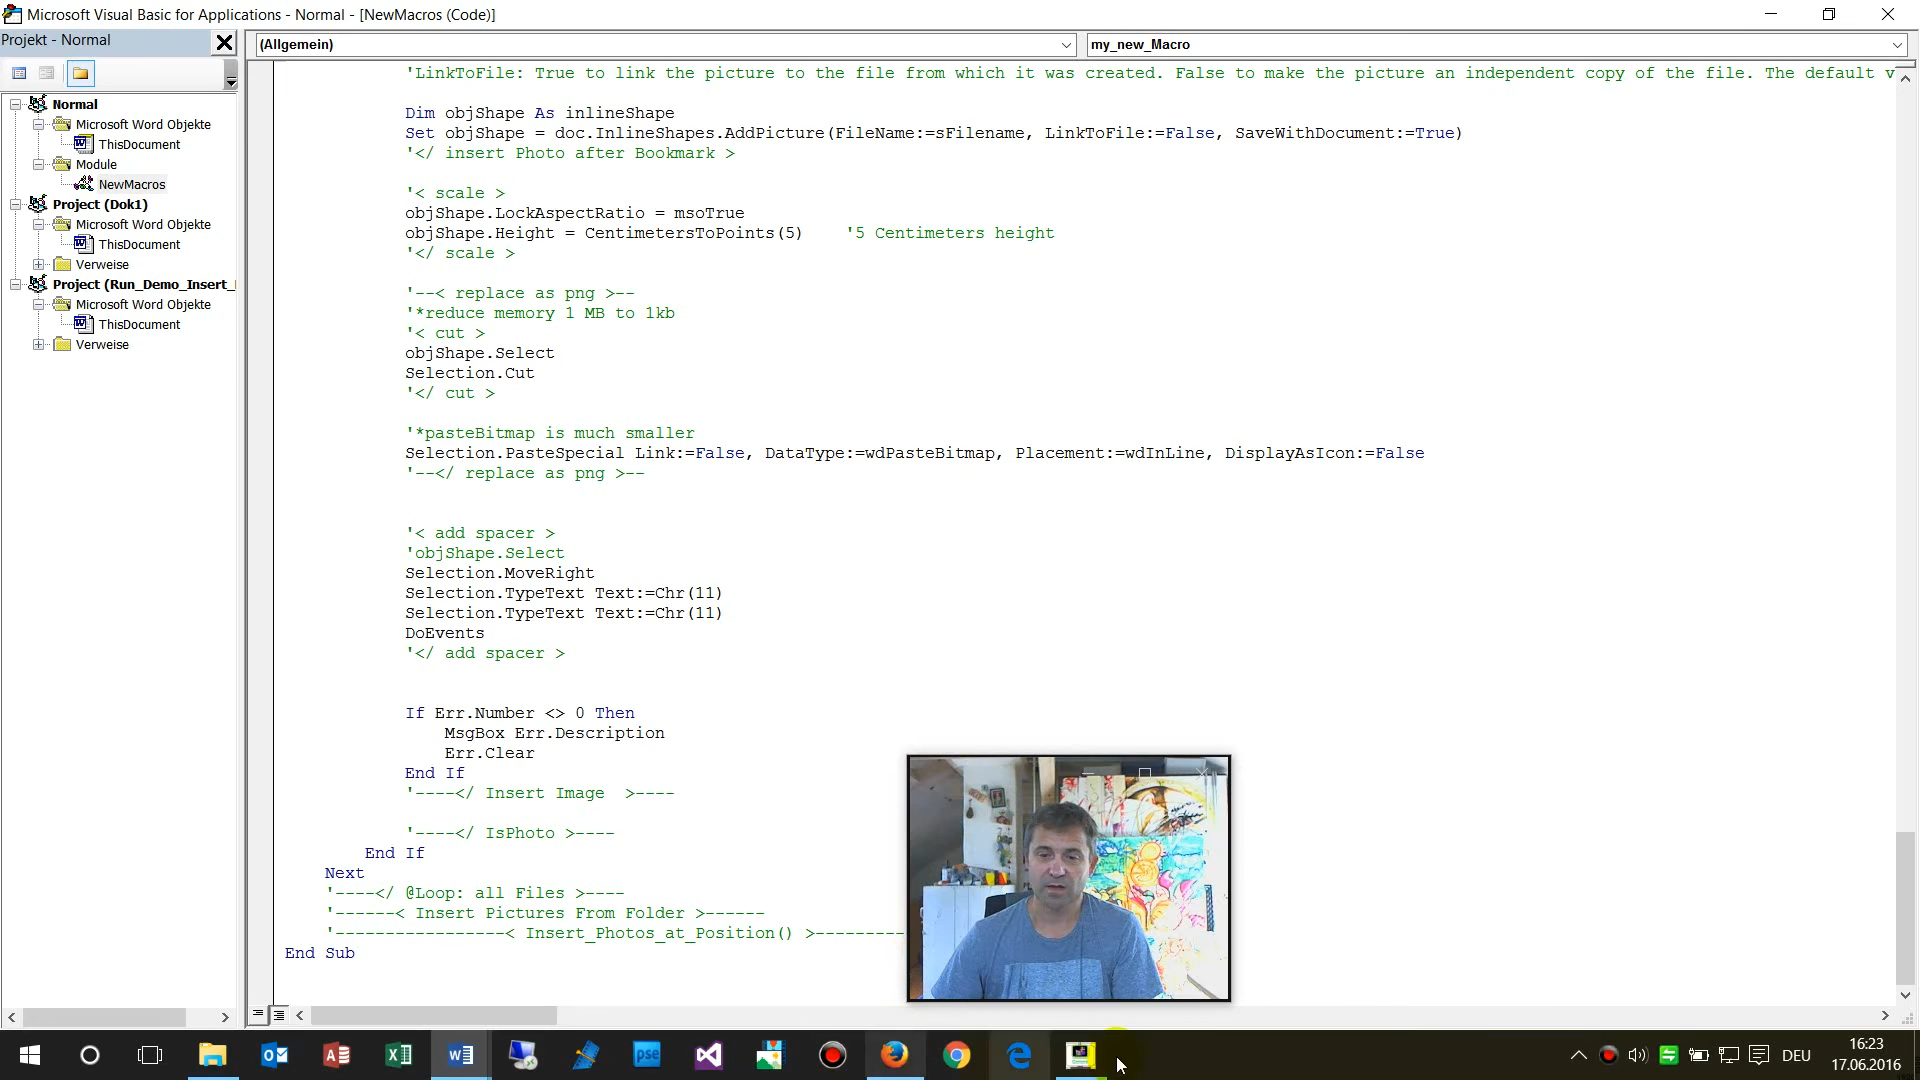 Microsoft Visual Basic for Applications - Normal - [NewMacros (Code)]
Projekt - Normal
(Allgemein)
my_new_Macro
Normal
Microsoft Word Objekte
ThisDocument
Module
NewMacros
Project (Dok1)
Microsoft Word Objekte
ThisDocument
Verweise
Project (Run_Demo_Insert_
Microsoft Word Objekte
ThisDocument
Verweise
'LinkToFile: True to link the picture to the file from which it was created. False to make the picture an independent copy of the file. The default v
Dim objShape As inlineShape
Set objShape = doc.InlineShapes.AddPicture(FileName:=sFilename, LinkToFile:=False, SaveWithDocument:=True)
'</ insert Photo after Bookmark >
'< scale >
objShape.LockAspectRatio = msoTrue
objShape.Height = CentimetersToPoints(5)    '5 Centimeters height
'</ scale >
'--< replace as png >--
'*reduce memory 1 MB to 1kb
'< cut >
objShape.Select
Selection.Cut
'</ cut >
'*pasteBitmap is much smaller
Selection.PasteSpecial Link:=False, DataType:=wdPasteBitmap, Placement:=wdInLine, DisplayAsIcon:=False
'--</ replace as png >--
'< add spacer >
'objShape.Select
Selection.MoveRight
Selection.TypeText Text:=Chr(11)
Selection.TypeText Text:=Chr(11)
DoEvents
'</ add spacer >
If Err.Number <> 0 Then
MsgBox Err.Description
Err.Clear
End If
'----</ Insert Image  >----
'----</ IsPhoto >----
End If
Next
'----</ @Loop: all Files >----
'------< Insert Pictures From Folder >------
'-----------------< Insert_Photos_at_Position() >---------
End Sub
pse
DEU
16:23
17.06.2016